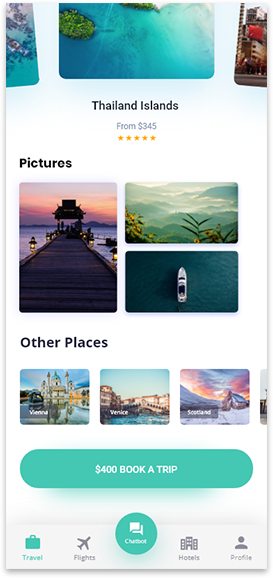 Thailand Islands
From $345
Pictures
Other Places
Vienna
Venice
Scotland
$400 BOOK A TRIP
Travel
Flights
Chatbot
Hotels
Profile